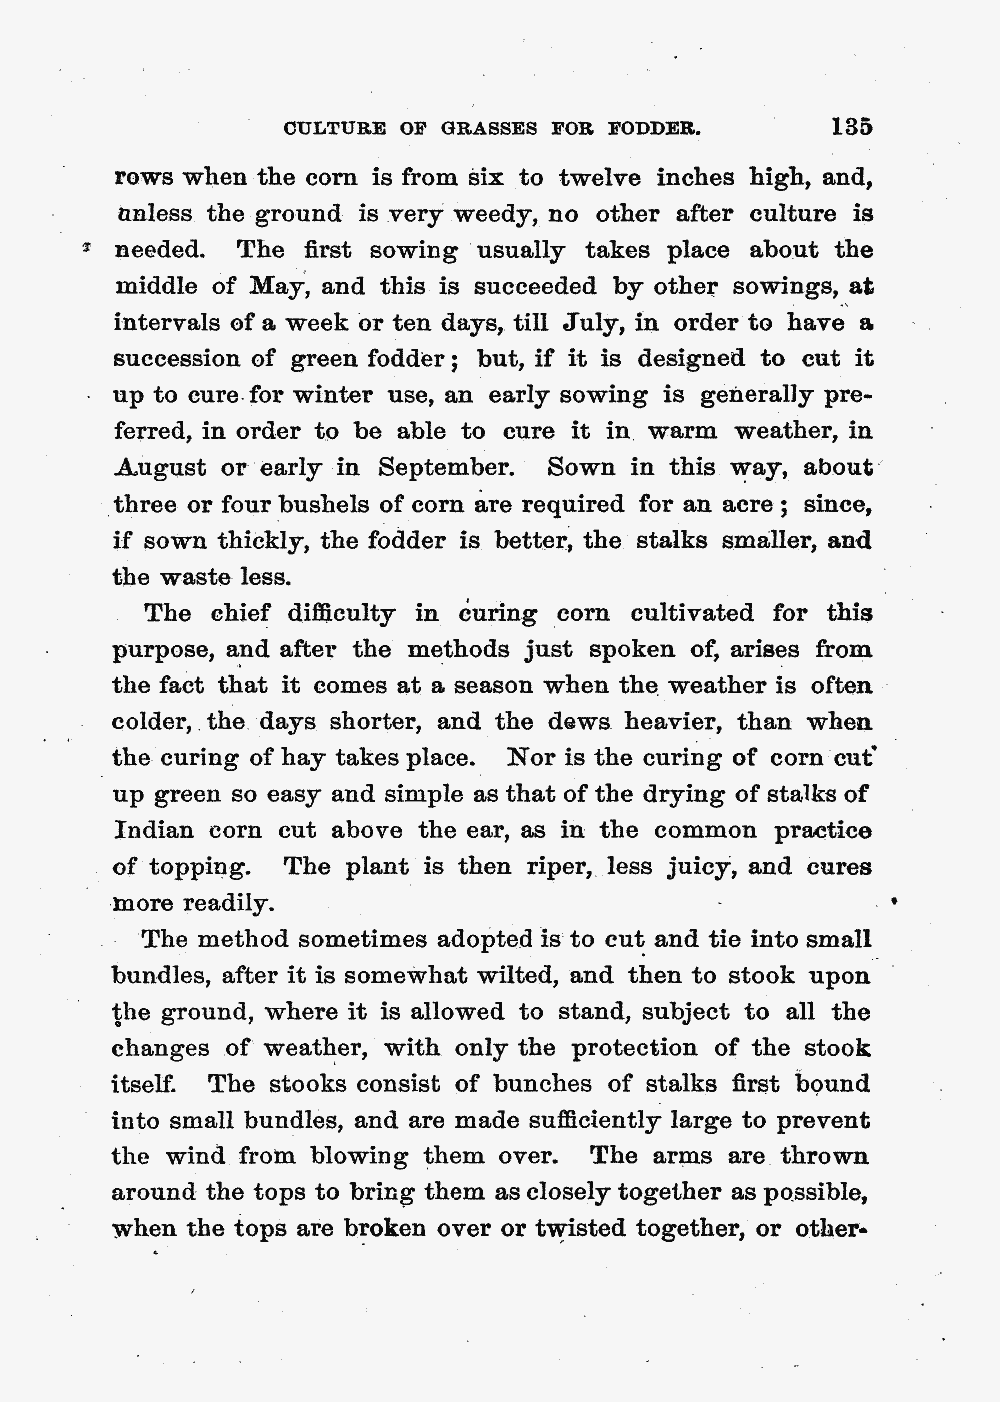 CULTURE OF GRASSES FOR FODDER. 135
rows when the corn is from six to twelve inches high, and,
unless the ground is very weedy, no other after culture is
needed. The first sowing usually takes place about the
middle of May, and this is succeeded by other sowings, at
intervals of a week or ten days, till July, in order to have a
succession of green fodder; but, if it is designed to cut it
up to cure for winter use, an early sowing is generally pre-
ferred, in order to be able to cure it in warm weather, in
August or early in September. Sown in this way, about
three or four bushels of corn are required for an acre; since,
if sown thickly, the fodder is better, the stalks smaller, and
the waste less.
The chief difficulty in curing corn cultivated for this
purpose, and after the methods just spoken of, arises from
the fact that it comes at a season when the weather is often
colder, the days shorter, and the dews heavier, than when
the curing of hay takes place. Nor is the curing of corn cut
up green so easy and simple as that of the drying of stalks of
Indian corn cut above the ear, as in the common practice
of topping. The plant is then riper, less juicy, and cures
more readily.
The method sometimes adopted is to cut and tie into small
bundles, after it is somewhat wilted, and then to stook upon
the ground, where it is allowed to stand, subject to all the
changes of weather, with only the protection of the stook
itself. The stooks consist of bunches of stalks first bound
into small bundles, and are made sufficiently large to prevent
the wind from blowing them over. The arms are thrown
around the tops to bring them as closely together as possible,
when the tops are broken over or twisted together, or other-